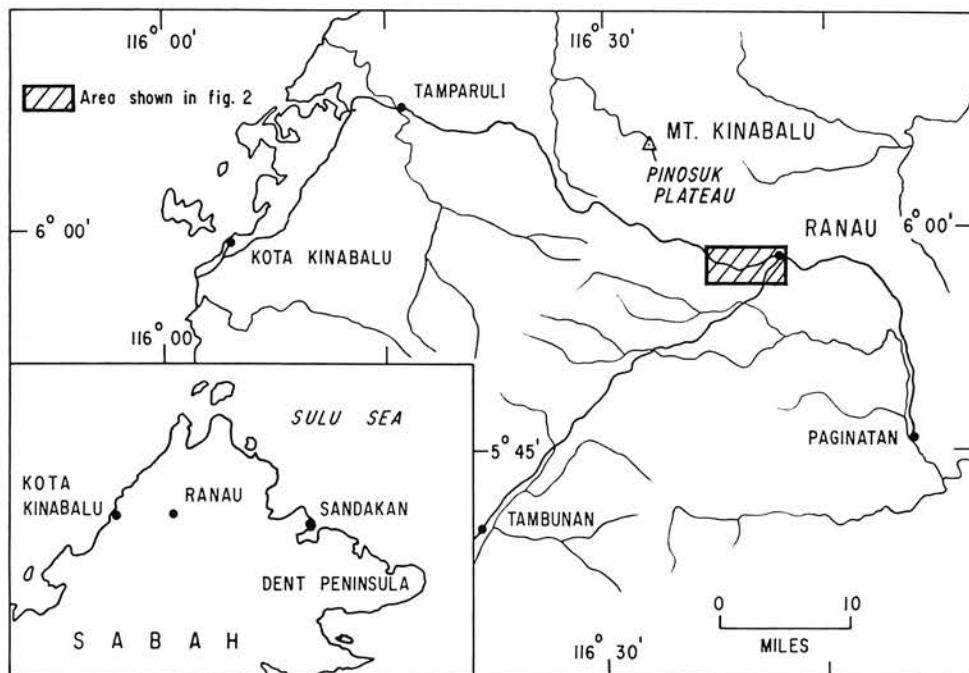 116° 00'
116° 30'
Area shown in fig. 2
TAMPARULI
MT. KINABALU
PINOSUK
PLATEAU
6° 00'
RANAU
6° 00'
KOTA KINABALU
116° 00'
SULU SEA
5° 45'
PAGINATAN
KOTA
KINABALU
RANAU
SANDAKAN
TAMBUNAN
DENT PENINSULA
0 10
MILES
SABAH
116° 30'